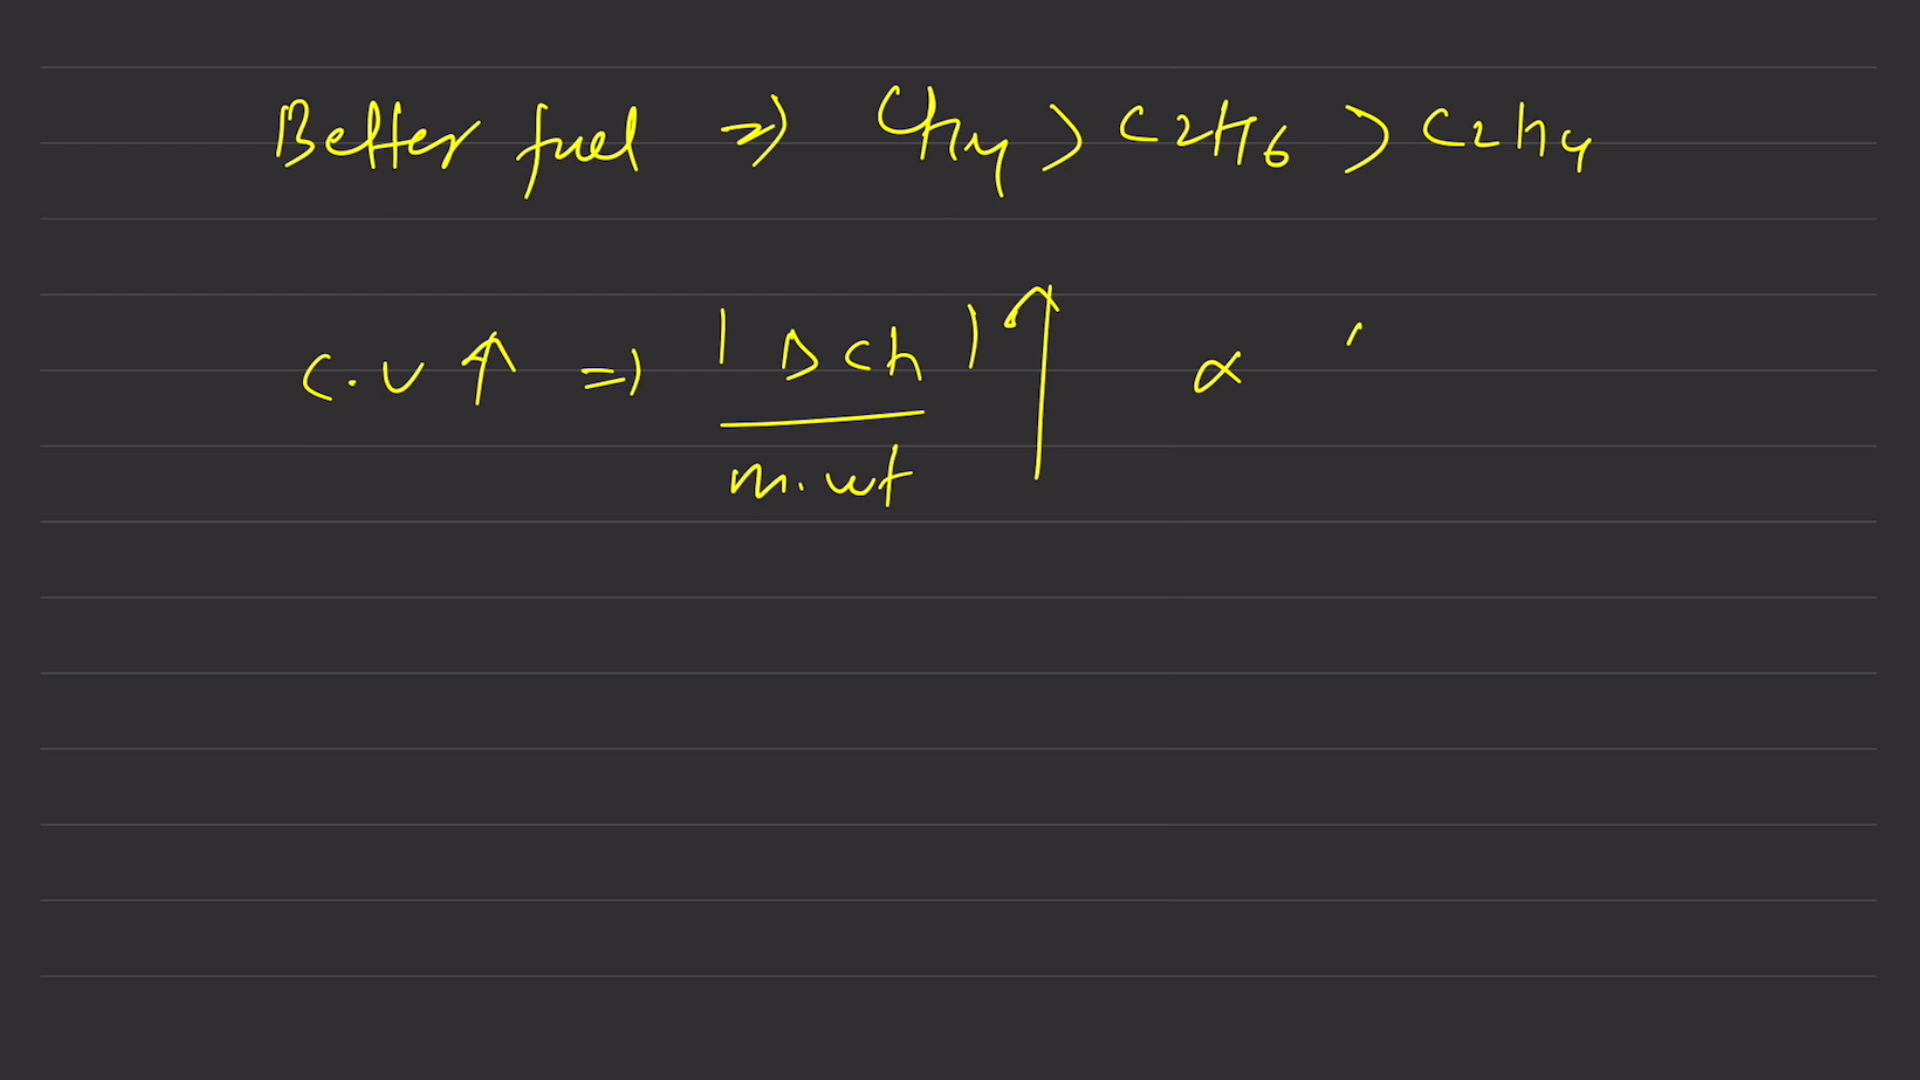 Better fuel => CH4 > C2H6 > C2H4
C.V ↑ => |ΔCH| / m.wt ↑ ∝ '